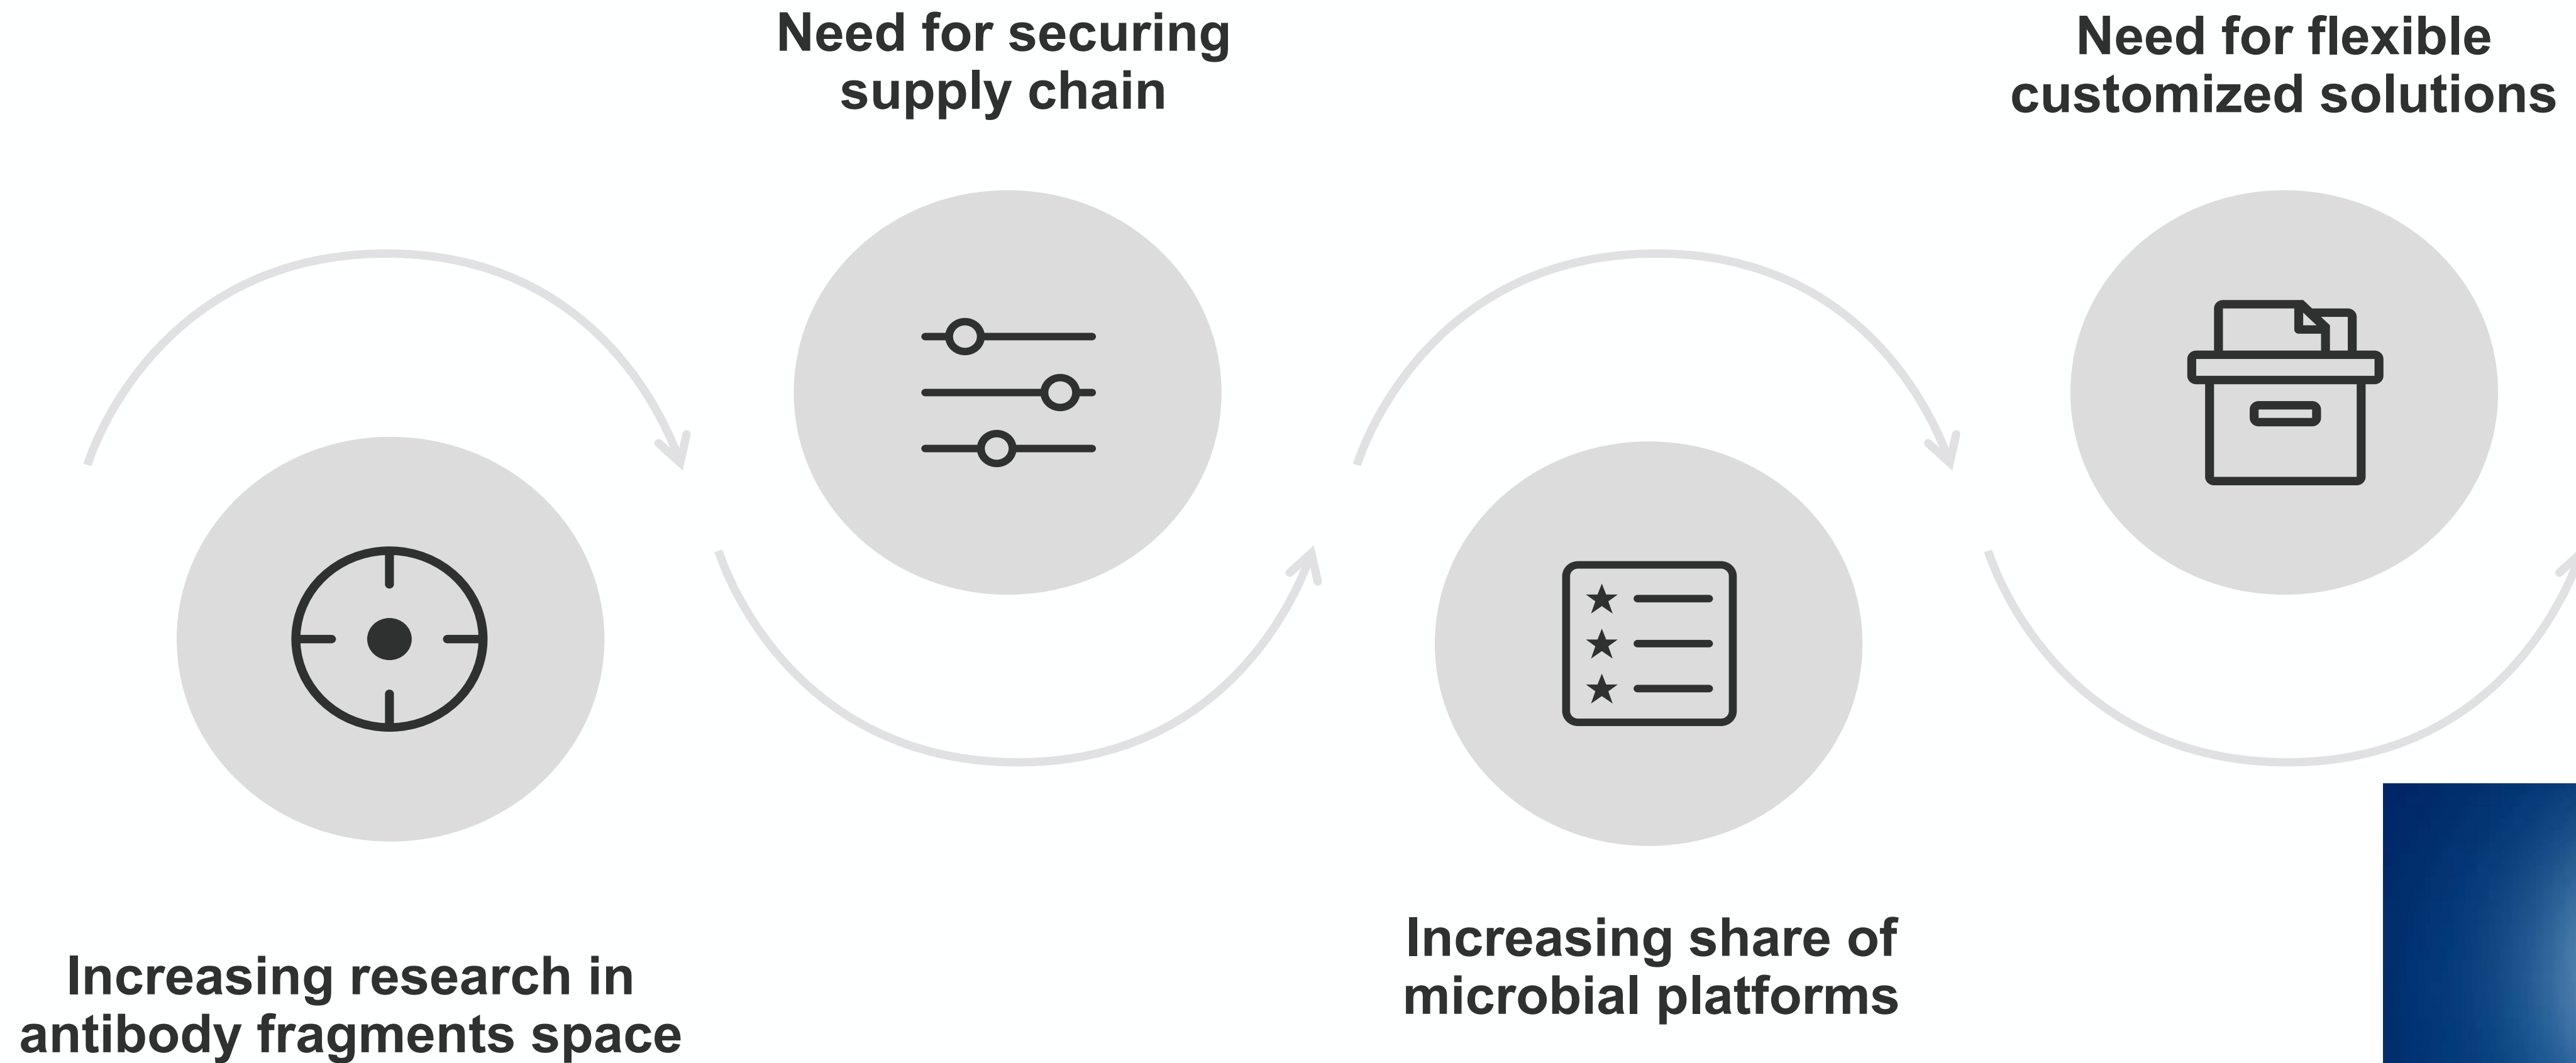 Need for securing
supply chain
Need for flexible
customized solutions
Increasing research in
antibody fragments space
Increasing share of
microbial platforms